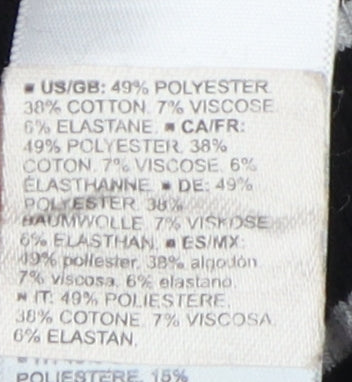 ▪ US/GB: 49% POLYESTER.
38% COTTON. 7% VISCOSE.
6% ELASTANE. ▪ CA/FR:
49% POLYESTER. 38%
COTON. 7% VISCOSE. 6%
ÉLASTHANNE. ▪ DE: 49%
POLYESTER. 38%
BAUMWOLLE. 7% VISKOSE.
6% ELASTHAN. ▪ ES/MX:
49% poliéster. 38% algodón.
7% viscosa. 6% elastano.
▪ IT: 49% POLIESTERE.
38% COTONE. 7% VISCOSA.
6% ELASTAN.
POLIESTERE. 15%